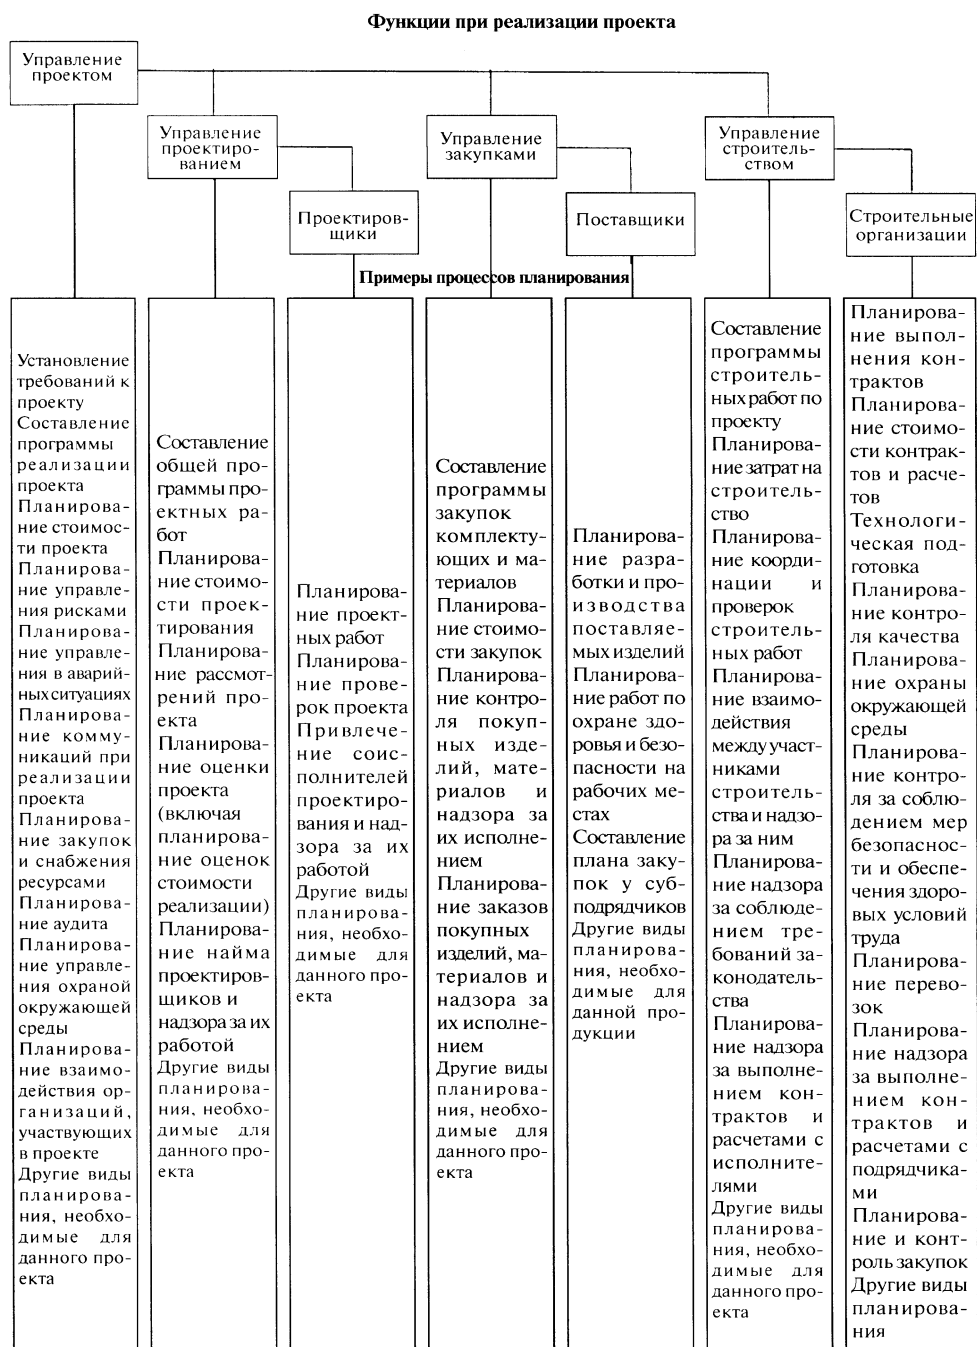 Функции при реализации проекта
Управление
проектом
Управление
проектиро-
ванием
Управление
закупками
Управление
строитель-
ством
Проектиров-
щики
Поставщики
Строительные
организации
Примеры процессов планирования
Установление
требований к
проекту
Составление
программы
реализации
проекта
Планирова-
ние стоимос-
ти проекта
Планирова-
ние управле-
ния рисками
Планирова-
ние управле-
ния в аварий-
ных ситуациях
Планирова-
ние комму-
никаций при
реализации
проекта
Планирова-
ние закупок
и снабжения
ресурсами
Планирова-
ние аудита
Планирова-
ние управле-
ния охраной
окружающей
среды
Планирова-
ние взаимо-
действия ор-
ганизаций,
участвующих
в проекте
Другие виды
планирова-
ния, необхо-
димые для
данного про-
екта
Составление
общей про-
граммы про-
ектных ра-
бот
Планирова-
ние стоимо-
сти проек-
тирования
Планирова-
ние рассмот-
рений про-
екта
Планирова-
ние оценки
проекта
(включая
планирова-
ние оценок
стоимости
реализации)
Планирова-
ние найма
проектиров-
щиков и
надзора за их
работой
Другие виды
планирова-
ния, необхо-
димые для
данного про-
екта
Планирова-
ние проект-
ных работ
Планирова-
ние прове-
рок проекта
Привлече-
ние соис-
полнителей
проектиро-
вания и над-
зора за их
работой
Другие виды
планирова-
ния, необхо-
димые для
данного про-
екта
Составление
программы
закупок
комплекту-
ющих и ма-
териалов
Планирова-
ние стоимо-
сти закупок
Планирова-
ние контро-
ля покуп-
ных изде-
лий, мате-
риалов и
надзора за
их исполне-
нием
Планирова-
ние заказов
покупных
изделий, ма-
териалов и
надзора за
их исполне-
нием
Другие виды
планирова-
ния, необхо-
димые для
данного про-
екта
Планирова-
ние разра-
ботки и про-
изводства
поставляе-
мых изделий
Планирова-
ние работ по
охране здо-
ровья и безо-
пасности на
рабочих ме-
стах
Составление
плана заку-
пок у суб-
подрядчиков
Другие виды
планирова-
ния, необхо-
димые для
данной про-
дукции
Составление
программы
строитель-
ных работ по
проекту
Планирова-
ние затрат на
строитель-
ство
Планирова-
ние коорди-
нации и
проверок
строитель-
ных работ
Планирова-
ние взаимо-
действия
между участ-
никами
строитель-
ства и надзо-
ра за ним
Планирова-
ние надзора
за соблюде-
нием тре-
бований за-
конодатель-
ства
Планирова-
ние надзора
за выполне-
нием кон-
трактов и
расчетами с
исполните-
лями
Другие виды
планирова-
ния, необхо-
димые для
данного про-
екта
Планирова-
ние выпол-
нения кон-
трактов
Планирова-
ние стоимо-
сти контрак-
тов и расче-
тов
Технологи-
ческая под-
готовка
Планирова-
ние контро-
ля качества
Планирова-
ние охраны
окружающей
среды
Планирова-
ние контро-
ля за соблю-
дением мер
безопаснос-
ти и обеспе-
чения здоро-
вых условий
труда
Планирова-
ние перево-
зок
Планирова-
ние надзора
за выполне-
нием кон-
трактов и
расчетами с
подрядчика-
ми
Планирова-
ние и конт-
роль закупок
Другие виды
планирова-
ния